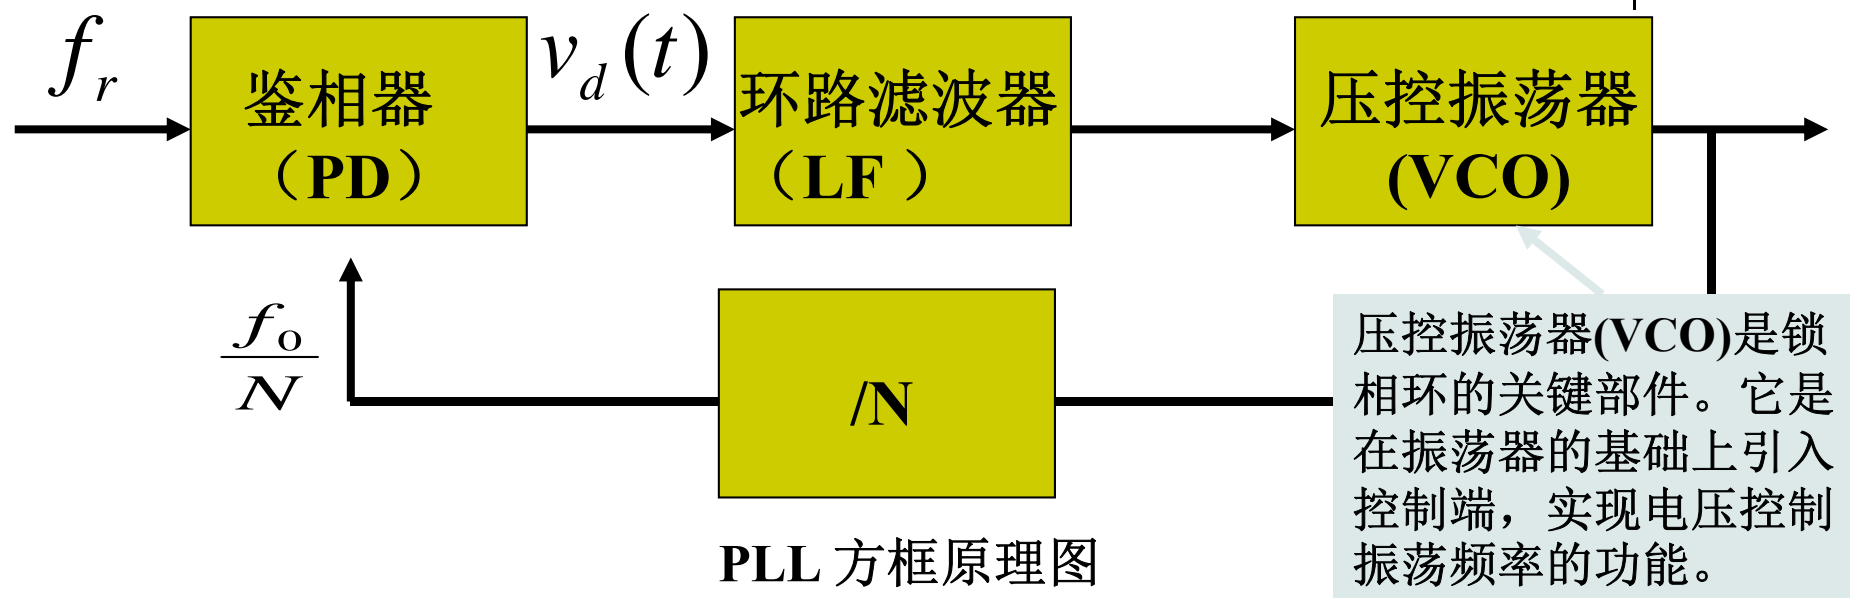 f_r
鉴相器
（PD）
v_d(t)
环路滤波器
（LF ）
压控振荡器
(VCO)
f_o
N
/N
压控振荡器(VCO)是锁
相环的关键部件。它是
在振荡器的基础上引入
控制端，实现电压控制
振荡频率的功能。
PLL 方框原理图